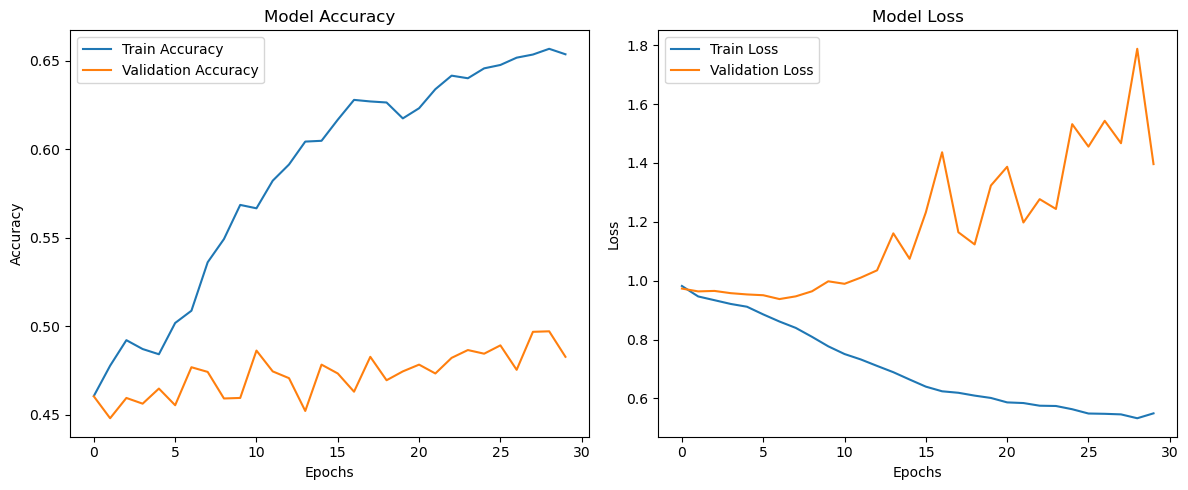 Model Accuracy
Train Accuracy
Validation Accuracy
0.65
0.60
0.55
0.50
0.45
Accuracy
0 5 10 15 20 25 30
Epochs
Model Loss
Train Loss
Validation Loss
1.8
1.6
1.4
1.2
1.0
0.8
0.6
Loss
0 5 10 15 20 25 30
Epochs